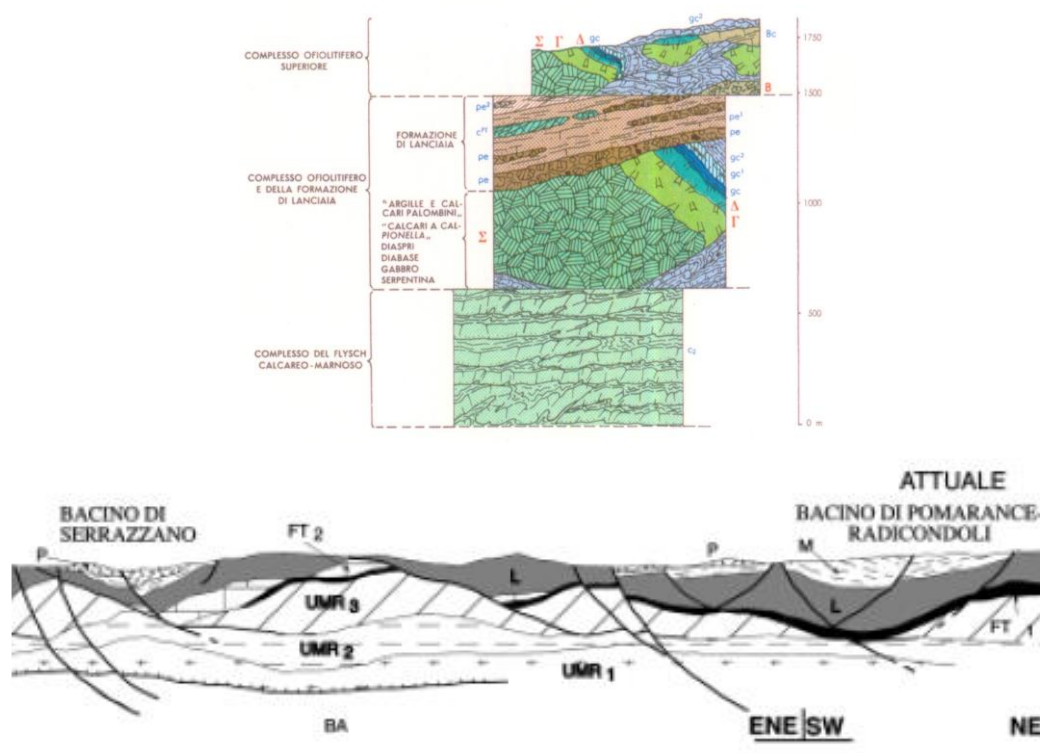 COMPLESSO OFIOLITIFERO
SUPERIORE
Σ Γ Δ gc
gc²
Bc
B
1750
1500
FORMAZIONE
DI LANCIAIA
COMPLESSO OFIOLITIFERO
E DELLA FORMAZIONE
DI LANCIAIA
pe²
pe
pe
pe¹
pe
gc²
gc¹
gc
Δ
Γ
"ARGILLE E CAL-
CARI PALOMBINI„
"CALCARI A CAL-
PIONELLA„
DIASPRI
DIABASE
GABBRO
SERPENTINA
Σ
1000
500
COMPLESSO DEL FLYSCH
CALCAREO-MARNOSO
c₂
0 m
ATTUALE
BACINO DI
SERRAZZANO
BACINO DI POMARANCE-
RADICONDOLI
P
FT 2
L
P
M
L
UMR 3
UMR 2
UMR 1
FT 1
BA
ENE SW
NE